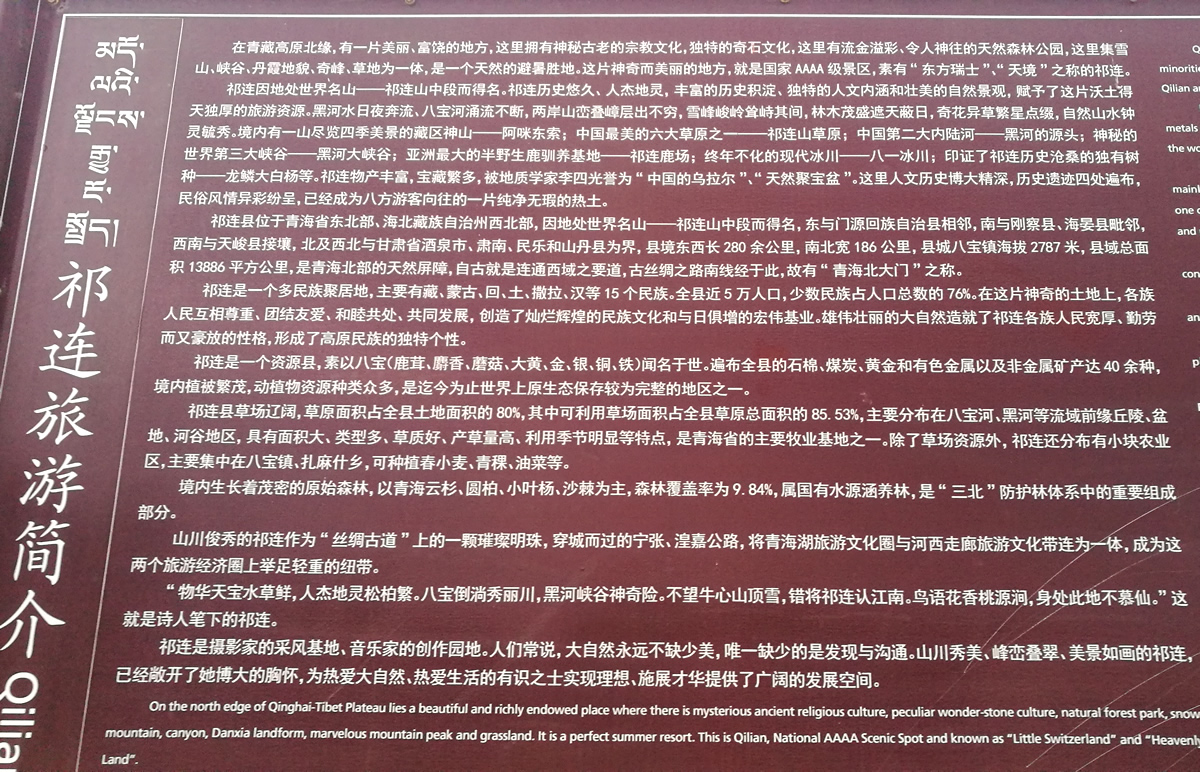 祁连旅游简介
Qilian
在青藏高原北缘,有一片美丽、富饶的地方,这里拥有神秘古老的宗教文化,独特的奇石文化,这里有流金溢彩、令人神往的天然森林公园,这里集雪
山、峡谷、丹霞地貌、奇峰、草地为一体,是一个天然的避暑胜地。这片神奇而美丽的地方,就是国家 AAAA 级景区,素有“东方瑞士”、“天境”之称的祁连。
祁连因地处世界名山——祁连山中段而得名。祁连历史悠久、人杰地灵,丰富的历史积淀、独特的人文内涵和壮美的自然景观,赋予了这片沃土得
天独厚的旅游资源。黑河水日夜奔流、八宝河涌流不断,两岸山峦叠嶂层出不穷,雪峰峻岭耸峙其间,林木茂盛遮天蔽日,奇花异草繁星点缀,自然山水钟
灵毓秀。境内有一山尽览四季美景的藏区神山——阿咪东索;中国最美的六大草原之一——祁连山草原;中国第二大内陆河——黑河的源头;神秘的
世界第三大峡谷——黑河大峡谷;亚洲最大的半野生鹿驯养基地——祁连鹿场;终年不化的现代冰川——八一冰川;印证了祁连历史沧桑的独有树
种——龙鳞大白杨等。祁连物产丰富,宝藏繁多,被地质学家李四光誉为“中国的乌拉尔”、“天然聚宝盆”。这里人文历史博大精深,历史遗迹四处遍布,
民俗风情异彩纷呈,已经成为八方游客向往的一片纯净无瑕的热土。
祁连县位于青海省东北部、海北藏族自治州西北部,因地处世界名山——祁连山中段而得名,东与门源回族自治县相邻,南与刚察县、海晏县毗邻,
西南与天峻县接壤,北及西北与甘肃省酒泉市、肃南、民乐和山丹县为界,县境东西长 280 余公里,南北宽 186 公里,县城八宝镇海拔 2787 米,县域总面
积 13886 平方公里,是青海北部的天然屏障,自古就是连通西域之要道,古丝绸之路南线经于此,故有“青海北大门”之称。
祁连是一个多民族聚居地,主要有藏、蒙古、回、土、撒拉、汉等 15 个民族。全县近 5 万人口,少数民族占人口总数的 76%。在这片神奇的土地上,各族
人民互相尊重、团结友爱、和睦共处、共同发展,创造了灿烂辉煌的民族文化和与日俱增的宏伟基业。雄伟壮丽的大自然造就了祁连各族人民宽厚、勤劳
而又豪放的性格,形成了高原民族的独特个性。
祁连是一个资源县,素以八宝(鹿茸、麝香、蘑菇、大黄、金、银、铜、铁)闻名于世。遍布全县的石棉、煤炭、黄金和有色金属以及非金属矿产达 40 余种,
境内植被繁茂,动植物资源种类众多,是迄今为止世界上原生态保存较为完整的地区之一。
祁连县草场辽阔,草原面积占全县土地面积的 80%,其中可利用草场面积占全县草原总面积的 85.53%,主要分布在八宝河、黑河等流域前缘丘陵、盆
地、河谷地区,具有面积大、类型多、草质好、产草量高、利用季节明显等特点,是青海省的主要牧业基地之一。除了草场资源外,祁连还分布有小块农业
区,主要集中在八宝镇、扎麻什乡,可种植春小麦、青稞、油菜等。
境内生长着茂密的原始森林,以青海云杉、圆柏、小叶杨、沙棘为主,森林覆盖率为 9.84%,属国有水源涵养林,是“三北”防护林体系中的重要组成
部分。
山川俊秀的祁连作为“丝绸古道”上的一颗璀璨明珠,穿城而过的宁张、湟嘉公路,将青海湖旅游文化圈与河西走廊旅游文化带连为一体,成为这
两个旅游经济圈上举足轻重的纽带。
“物华天宝水草鲜,人杰地灵松柏繁。八宝倒淌秀丽川,黑河峡谷神奇险。不望牛心山顶雪,错将祁连认江南。鸟语花香桃源涧,身处此地不慕仙。”这
就是诗人笔下的祁连。
祁连是摄影家的采风基地、音乐家的创作园地。人们常说,大自然永远不缺少美,唯一缺少的是发现与沟通。山川秀美、峰峦叠翠、美景如画的祁连,
已经敞开了她博大的胸怀,为热爱大自然、热爱生活的有识之士实现理想、施展才华提供了广阔的发展空间。
On the north edge of Qinghai-Tibet Plateau lies a beautiful and richly endowed place where there is mysterious ancient religious culture, peculiar wonder-stone culture, natural forest park, snow
mountain, canyon, Danxia landform, marvelous mountain peak and grassland. It is a perfect summer resort. This is Qilian, National AAAA Scenic Spot and known as "Little Switzerland" and "Heavenly
Land".
minorities
Qilian a
metal
the wo
mainl
one o
and
con
an